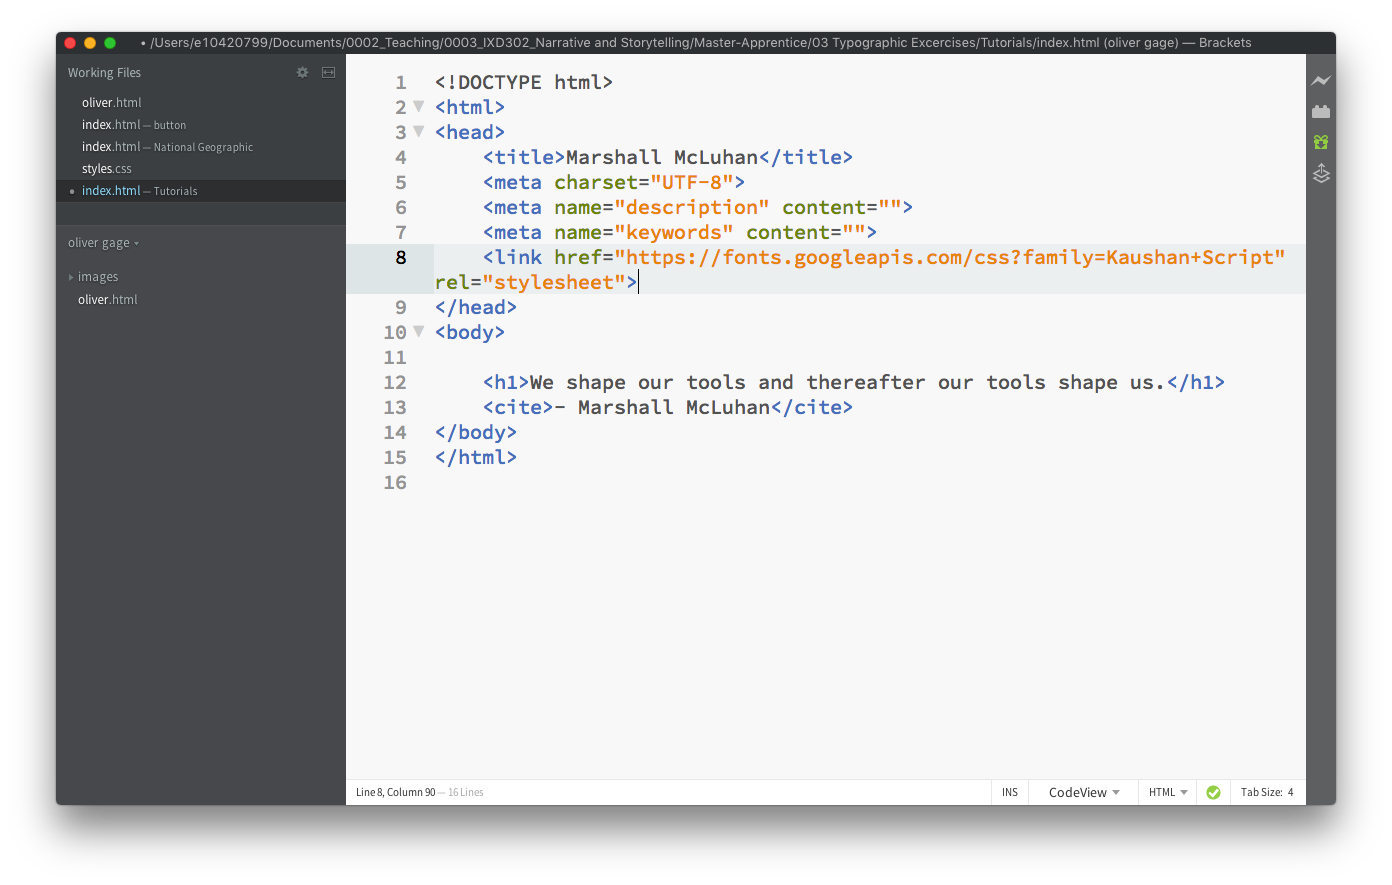 • /Users/e10420799/Documents/0002_Teaching/0003_IXD302_Narrative and Storytelling/Master-Apprentice/03 Typographic Excercises/Tutorials/index.html (oliver gage) — Brackets
Working Files
oliver.html
index.html — button
index.html — National Geographic
styles.css
• index.html — Tutorials
oliver gage
images
oliver.html
1 <!DOCTYPE html>
2 <html>
3 <head>
4     <title>Marshall McLuhan</title>
5     <meta charset="UTF-8">
6     <meta name="description" content="">
7     <meta name="keywords" content="">
8     <link href="https://fonts.googleapis.com/css?family=Kaushan+Script"
rel="stylesheet">
9 </head>
10 <body>
11
12     <h1>We shape our tools and thereafter our tools shape us.</h1>
13     <cite>- Marshall McLuhan</cite>
14 </body>
15 </html>
16
Line 8, Column 90 — 16 Lines
INS
CodeView
HTML
Tab Size: 4